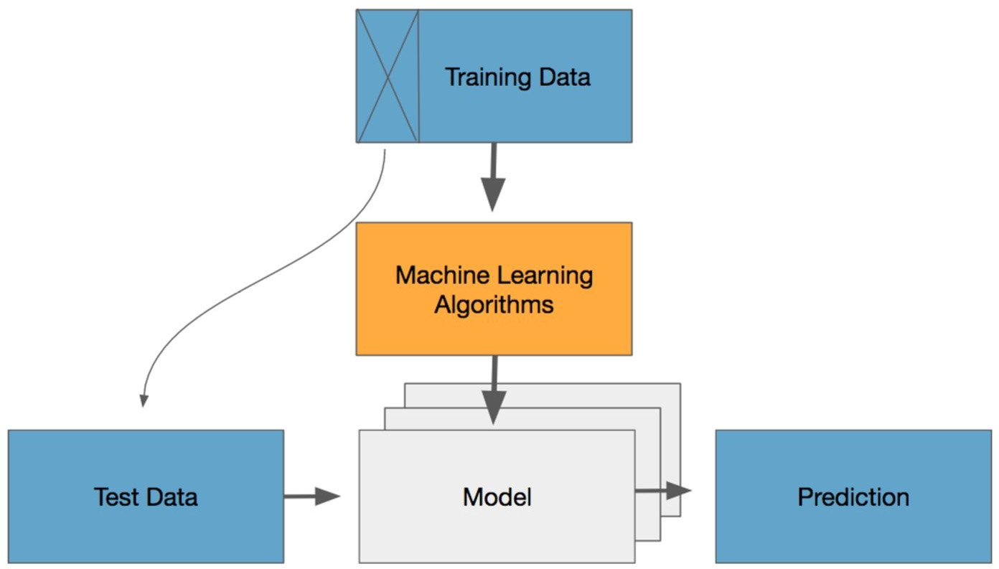 Training Data
Machine Learning
Algorithms
Test Data
Model
Prediction